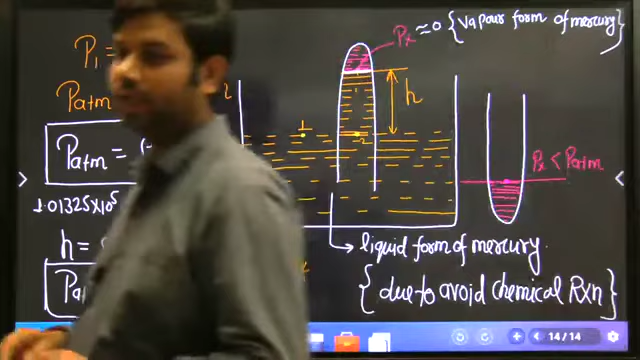 P₁ =
Patm
Patm =
1.01325×10⁵
h =
Pa
Px ≈ 0 {Vapour form of mercury}
h
1
2
Px < Patm
liquid form of mercury.
{due to avoid chemical Rxn}
14 / 14